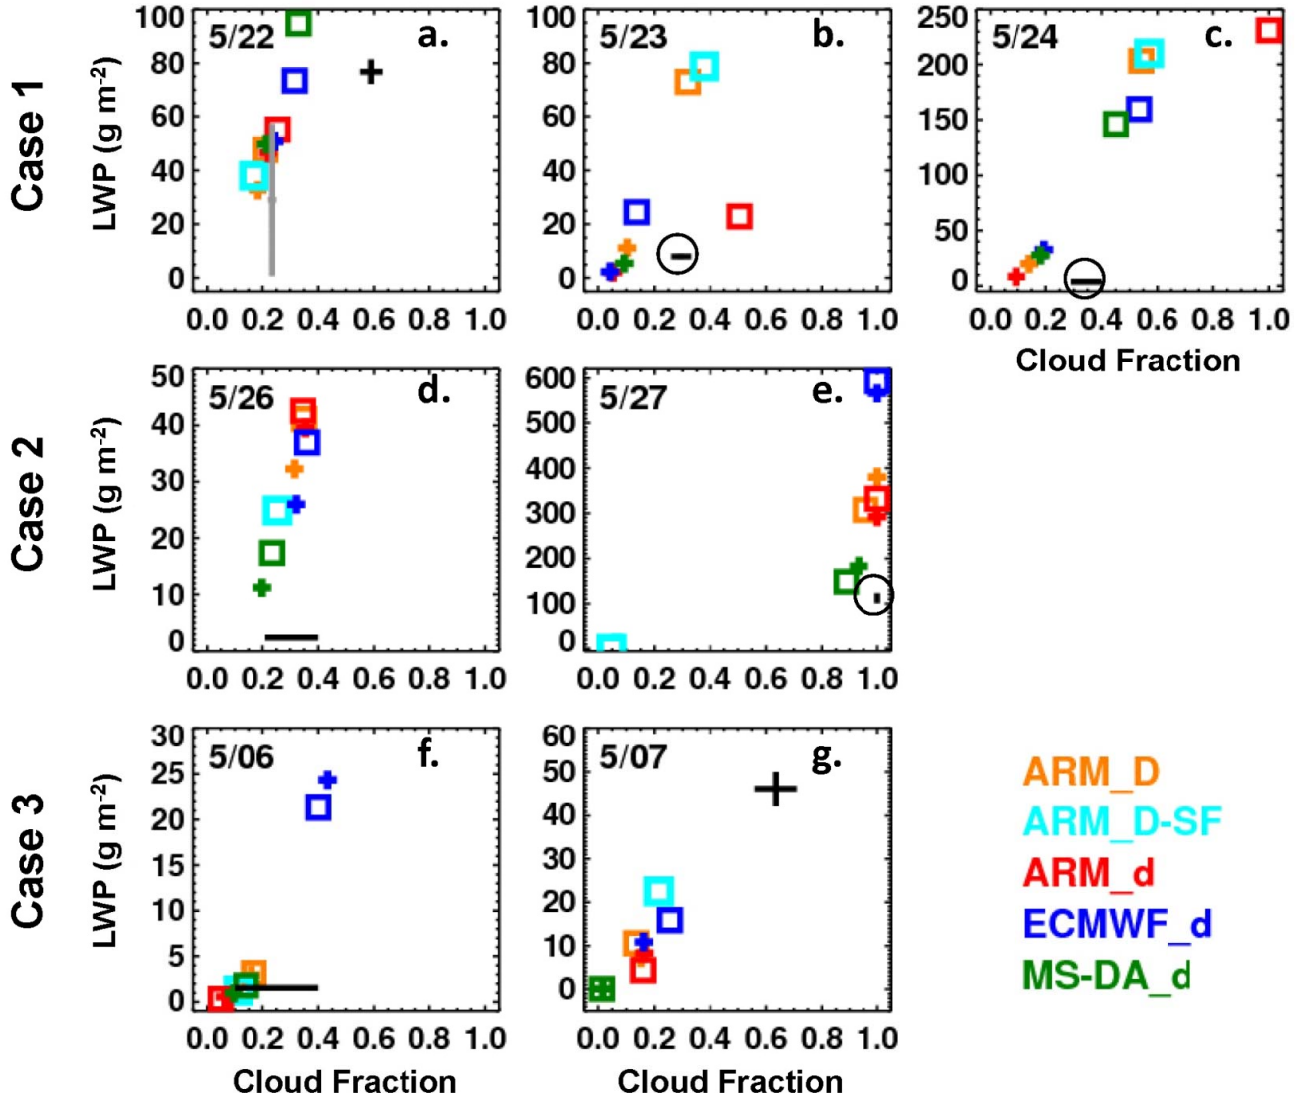 Case 1
LWP (g m⁻²)
5/22 a.
100
80
60
40
20
0
0.0 0.2 0.4 0.6 0.8 1.0
5/23 b.
100
80
60
40
20
0
0.0 0.2 0.4 0.6 0.8 1.0
5/24 c.
250
200
150
100
50
0
0.0 0.2 0.4 0.6 0.8 1.0
Cloud Fraction
Case 2
LWP (g m⁻²)
5/26 d.
50
40
30
20
10
0
0.0 0.2 0.4 0.6 0.8 1.0
5/27 e.
600
500
400
300
200
100
0
0.0 0.2 0.4 0.6 0.8 1.0
Case 3
LWP (g m⁻²)
5/06 f.
30
25
20
15
10
5
0
0.0 0.2 0.4 0.6 0.8 1.0
Cloud Fraction
5/07 g.
60
50
40
30
20
10
0
0.0 0.2 0.4 0.6 0.8 1.0
Cloud Fraction
ARM_D
ARM_D-SF
ARM_d
ECMWF_d
MS-DA_d